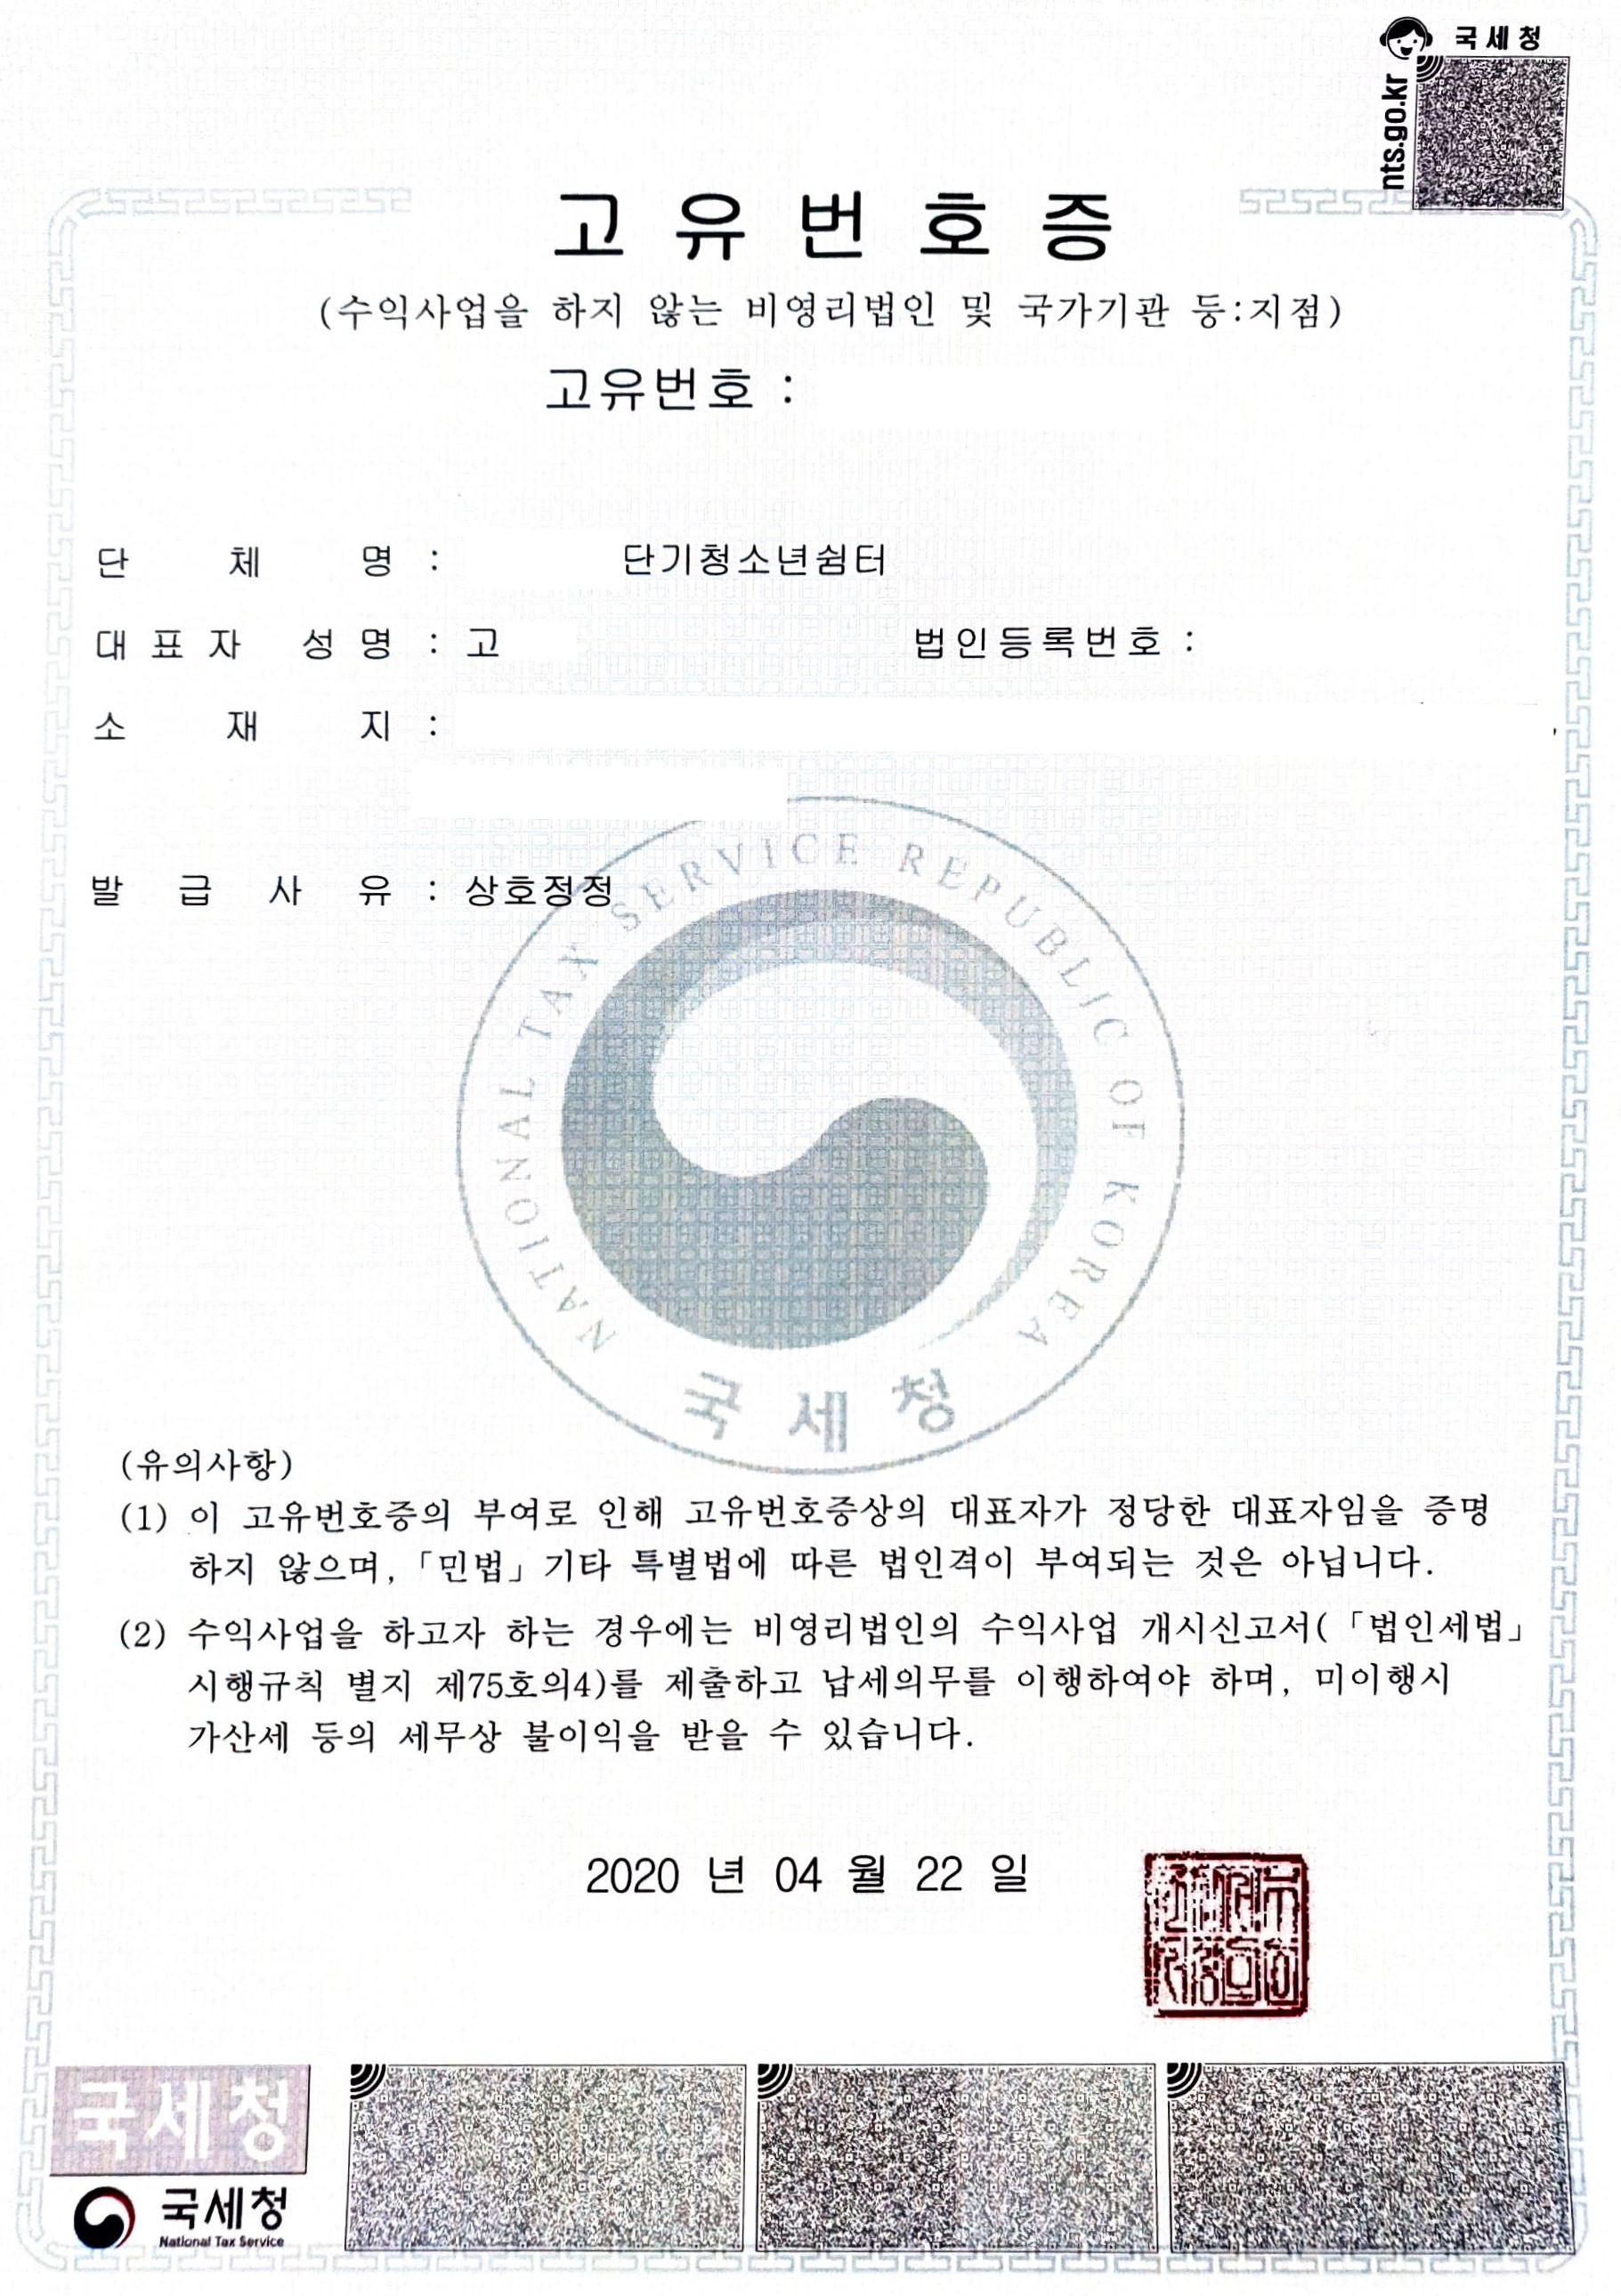 국세청
nts.go.kr
고유번호증
(수익사업을 하지 않는 비영리법인 및 국가기관 등:지점)
고유번호 :
단 체 명 : 단기청소년쉼터
대표자 성명 : 고 법인등록번호 :
소 재 지 :
,
발 급 사 유 : 상호정정
NATIONAL TAX SERVICE REPUBLIC OF KOREA
국세청
(유의사항)
(1) 이 고유번호증의 부여로 인해 고유번호증상의 대표자가 정당한 대표자임을 증명
하지 않으며,「민법」기타 특별법에 따른 법인격이 부여되는 것은 아닙니다.
(2) 수익사업을 하고자 하는 경우에는 비영리법인의 수익사업 개시신고서(「법인세법」
시행규칙 별지 제75호의4)를 제출하고 납세의무를 이행하여야 하며, 미이행시
가산세 등의 세무상 불이익을 받을 수 있습니다.
2020 년 04 월 22 일
국세청
국세청
National Tax Service